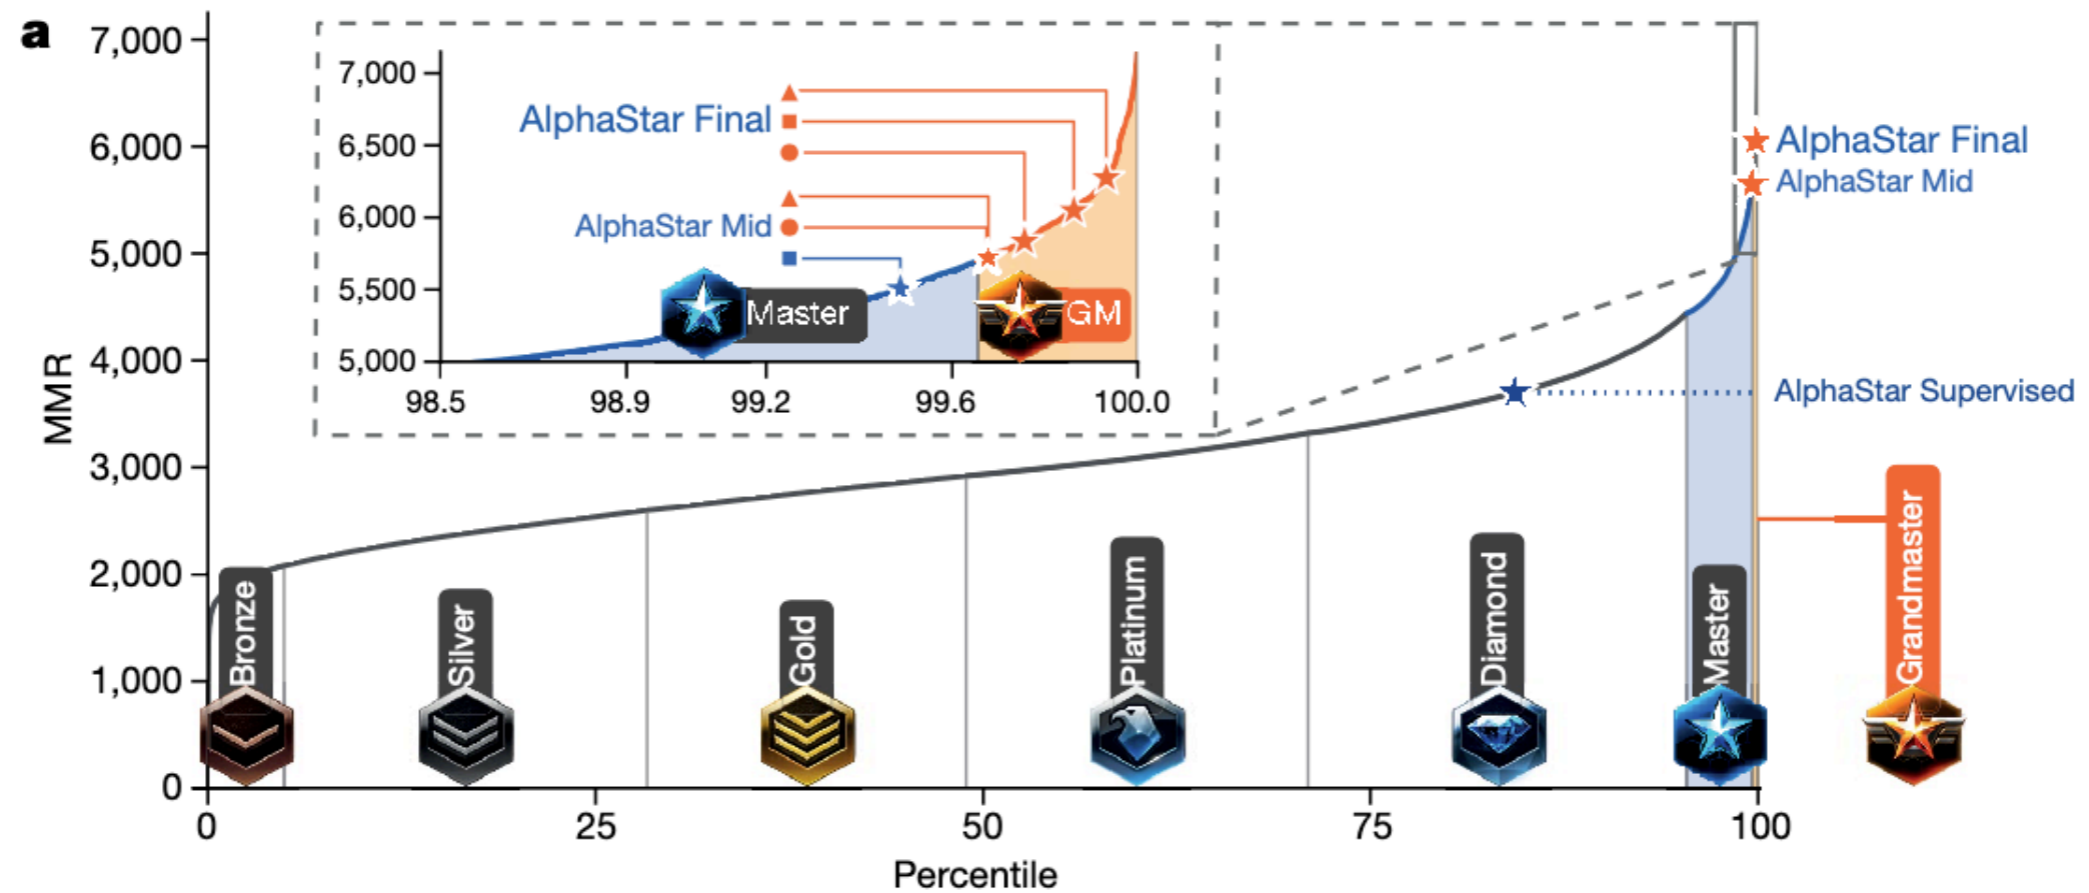 a
7,000
6,000
5,000
4,000
3,000
2,000
1,000
0
MMR
7,000
6,500
6,000
5,500
5,000
AlphaStar Final
AlphaStar Mid
Master
GM
98.5 98.9 99.2 99.6 100.0
AlphaStar Final
AlphaStar Mid
AlphaStar Supervised
Bronze
Silver
Gold
Platinum
Diamond
Master
Grandmaster
0 25 50 75 100
Percentile